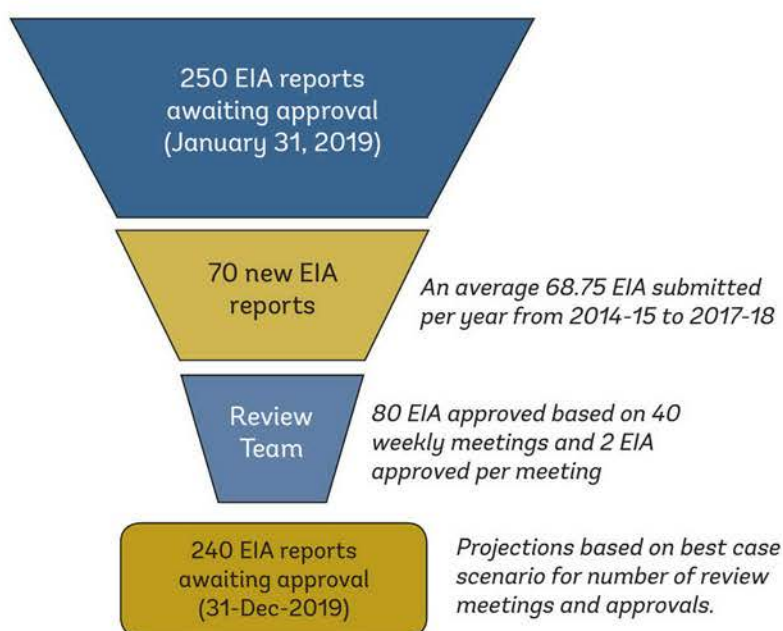 250 EIA reports
awaiting approval
(January 31, 2019)
70 new EIA
reports
An average 68.75 EIA submitted
per year from 2014-15 to 2017-18
Review
Team
80 EIA approved based on 40
weekly meetings and 2 EIA
approved per meeting
240 EIA reports
awaiting approval
(31-Dec-2019)
Projections based on best case
scenario for number of review
meetings and approvals.